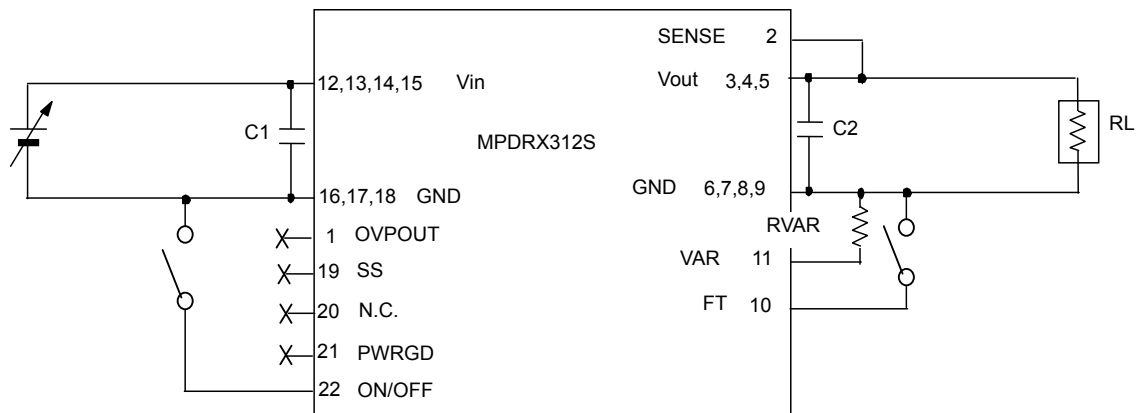 SENSE 2
12,13,14,15 Vin
Vout 3,4,5
C1
MPDRX312S
C2
RL
16,17,18 GND
GND 6,7,8,9
RVAR
1 OVPOUT
VAR 11
19 SS
FT 10
20 N.C.
21 PWRGD
22 ON/OFF